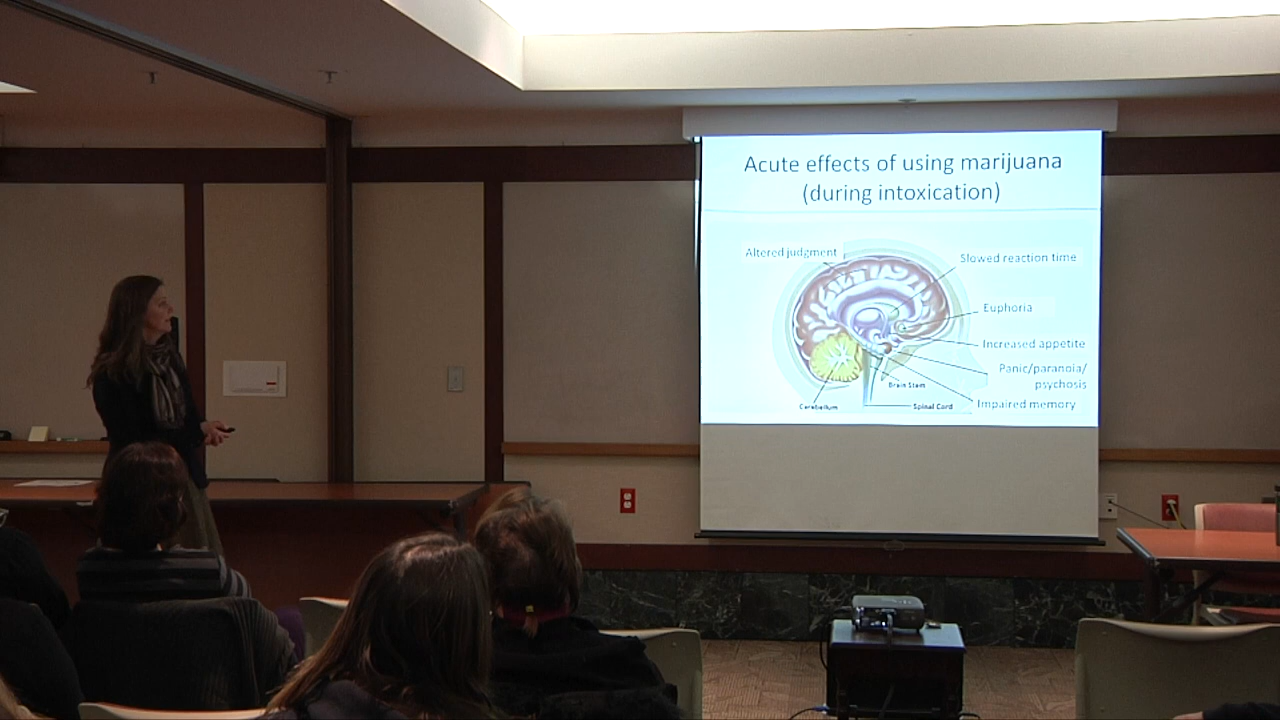 Acute effects of using marijuana
(during intoxication)
Altered judgment
Slowed reaction time
Euphoria
Increased appetite
Panic/paranoia/
psychosis
Brain Stem
Impaired memory
Cerebellum
Spinal Cord